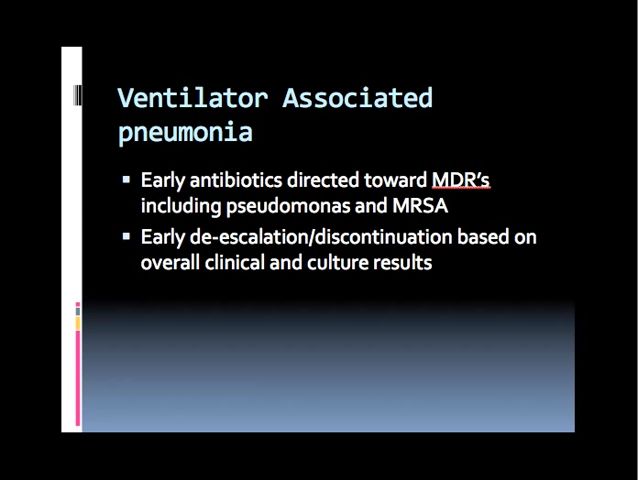 Ventilator Associated
pneumonia
▪ Early antibiotics directed toward MDR's
including pseudomonas and MRSA
▪ Early de-escalation/discontinuation based on
overall clinical and culture results